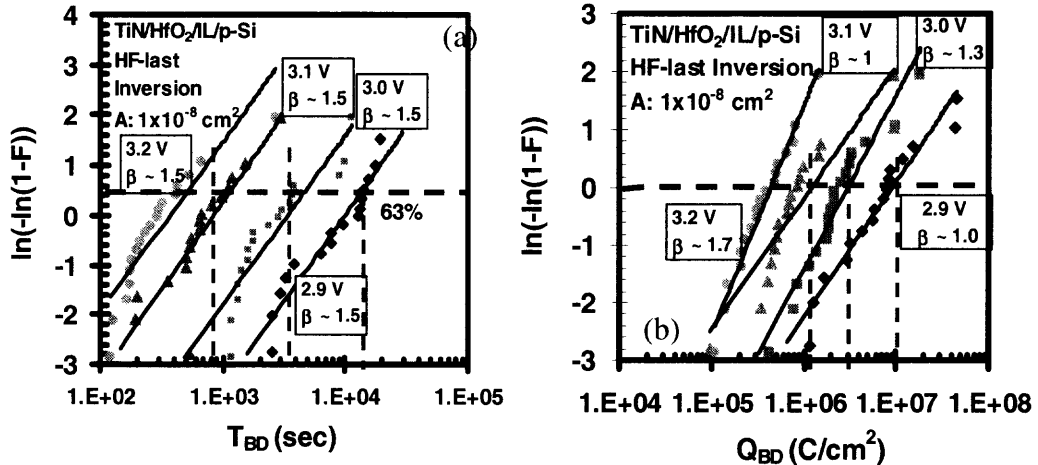 (a)
TiN/HfO2/IL/p-Si
HF-last
Inversion
A: 1x10-8 cm2
3.1 V
β ~ 1.5
3.0 V
β ~ 1.5
3.2 V
β ~ 1.5
63%
2.9 V
β ~ 1.5
ln(-ln(1-F))
4
3
2
1
0
-1
-2
-3
1.E+02 1.E+03 1.E+04 1.E+05
TBD (sec)
TiN/HfO2/IL/p-Si
HF-last Inversion
A: 1x10-8 cm2
3.1 V
β ~ 1
3.0 V
β ~ 1.3
3.2 V
β ~ 1.7
2.9 V
β ~ 1.0
(b)
ln(-ln(1-F))
3
2
1
0
-1
-2
-3
1.E+04 1.E+05 1.E+06 1.E+07 1.E+08
QBD (C/cm2)